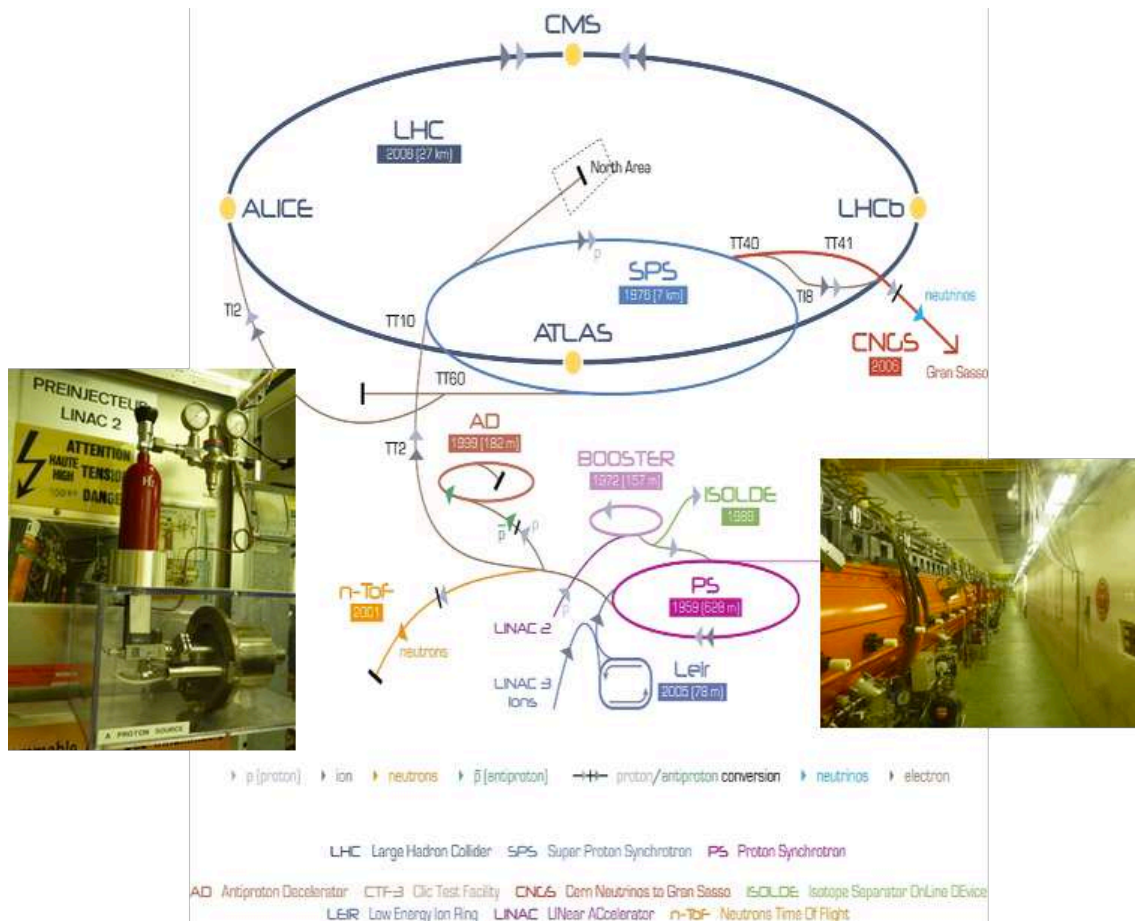 CMS
LHC
2008 (27 km)
North Area
ALICE
LHCb
TT40
TT41
SPS
1976 (7 km)
TI8
neutrinos
TI2
TT10
ATLAS
CNGS
2006
Gran Sasso
TT60
PREINJECTEUR
LINAC 2
ATTENTION
HAUTE
HIGH
TENSION
DANGER
H₂
AD
1999 (182 m)
TT2
BOOSTER
1972 (157 m)
ISOLDE
1989
p
p̄
p
n-ToF
2001
PS
1959 (628 m)
p
LINAC 2
neutrons
Leir
2005 (78 m)
LINAC 3
Ions
A PROTON SOURCE
p (proton) ion neutrons p̄ (antiproton) proton/antiproton conversion neutrinos electron
LHC Large Hadron Collider SPS Super Proton Synchrotron PS Proton Synchrotron
AD Antiproton Decelerator CTF-3 Clic Test Facility CNGS Cern Neutrinos to Gran Sasso ISOLDE Isotope Separator OnLine DEvice
LEIR Low Energy Ion Ring LINAC LINear ACcelerator n-ToF Neutrons Time Of Flight